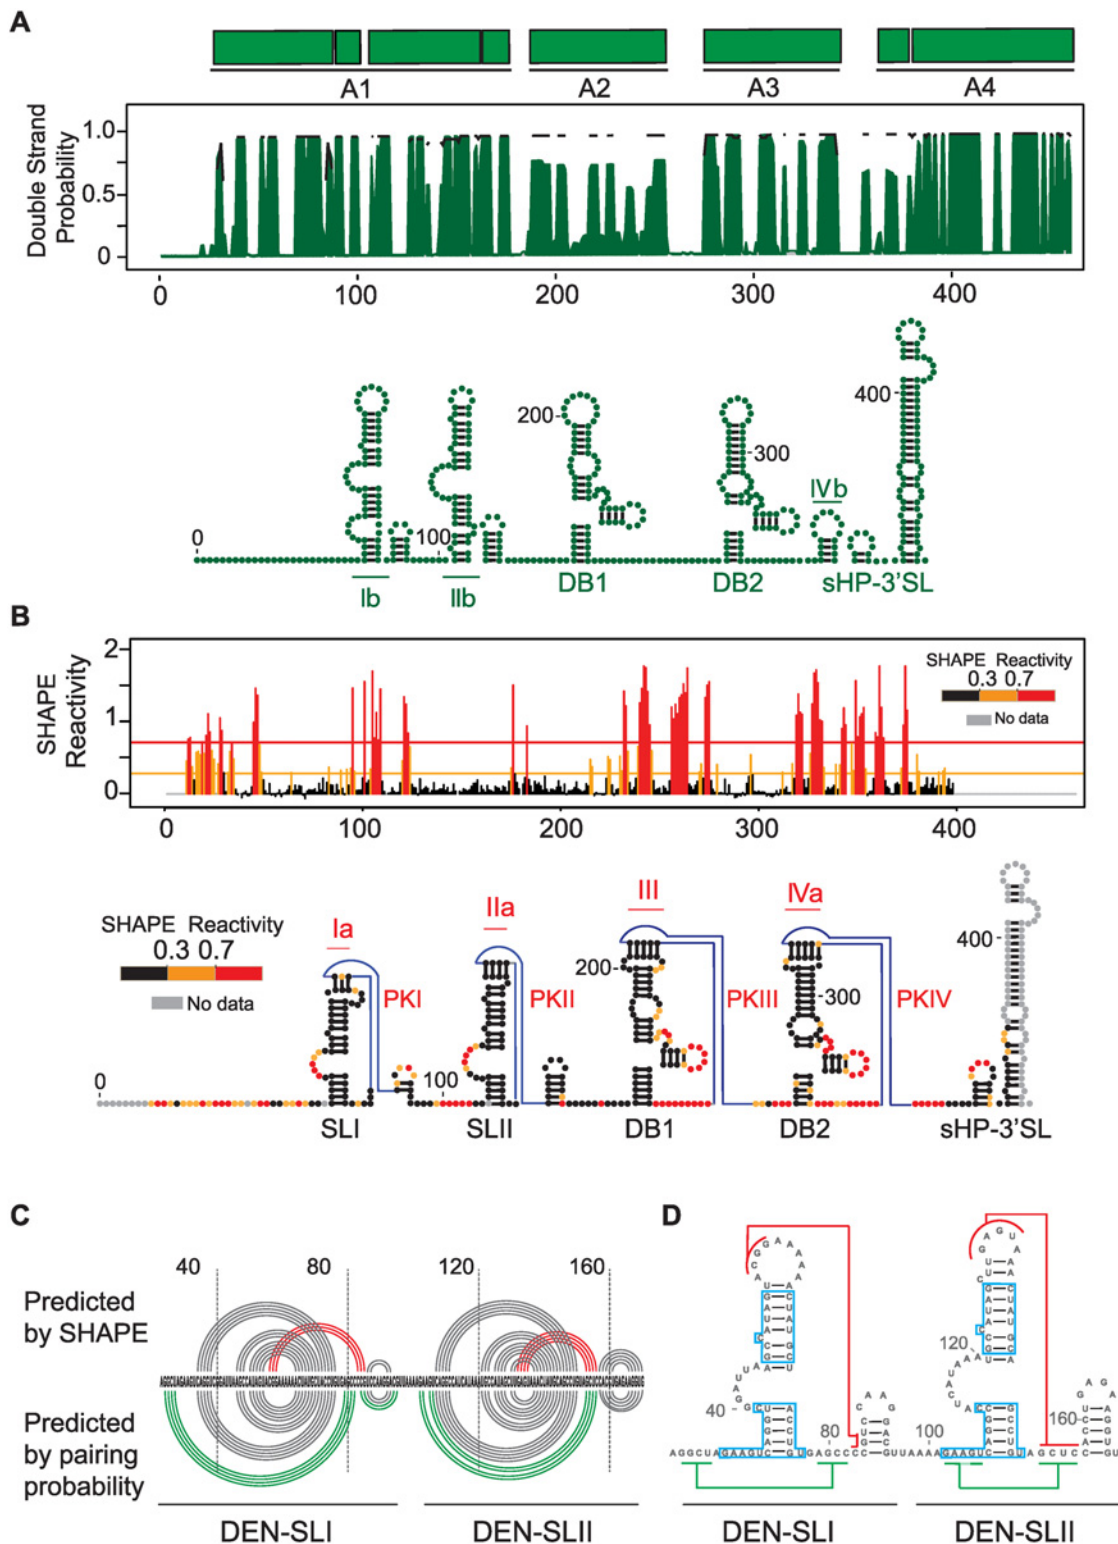 A
A1 A2 A3 A4
Double Strand
Probability
1.0
0.5
0
0 100 200 300 400
400
200
300
IVb
0
100
Ib
IIb
DB1
DB2
sHP-3'SL
B
SHAPE
Reactivity
2
1
0
SHAPE Reactivity
0.3 0.7
No data
0 100 200 300 400
SHAPE Reactivity
0.3 0.7
No data
Ia
IIa
III
IVa
PKI
PKII
PKIII
PKIV
200
300
400
0
100
SLI
SLII
DB1
DB2
sHP-3'SL
C
40 80 120 160
Predicted
by SHAPE
Predicted
by pairing
probability
DEN-SLI
DEN-SLII
D
40
80
100
120
160
DEN-SLI
DEN-SLII